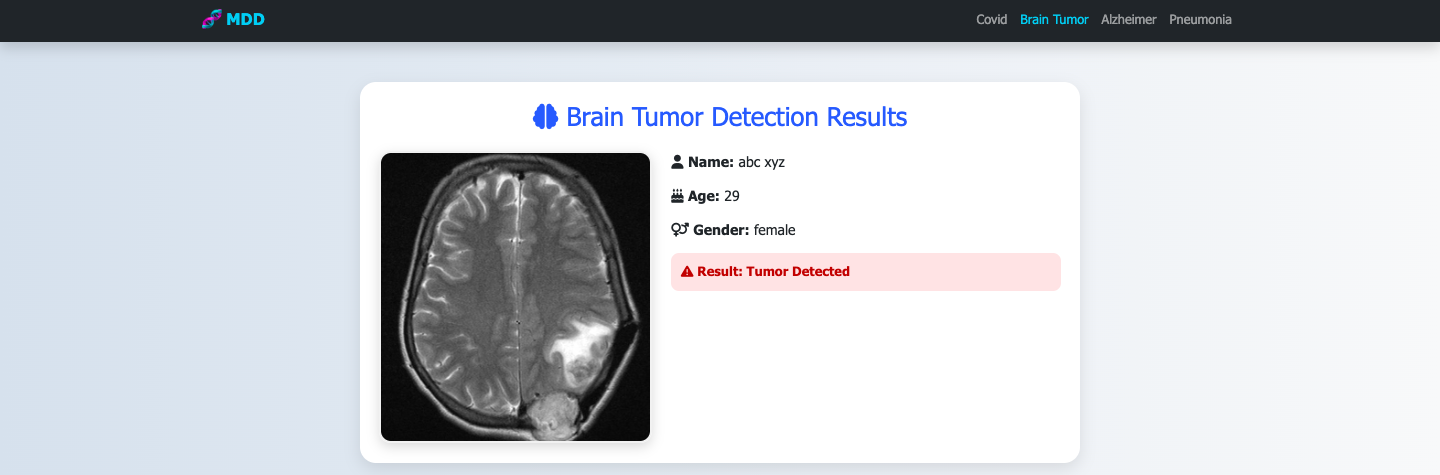 MDD
Covid Brain Tumor Alzheimer Pneumonia
Brain Tumor Detection Results
Name: abc xyz
Age: 29
Gender: female
Result: Tumor Detected